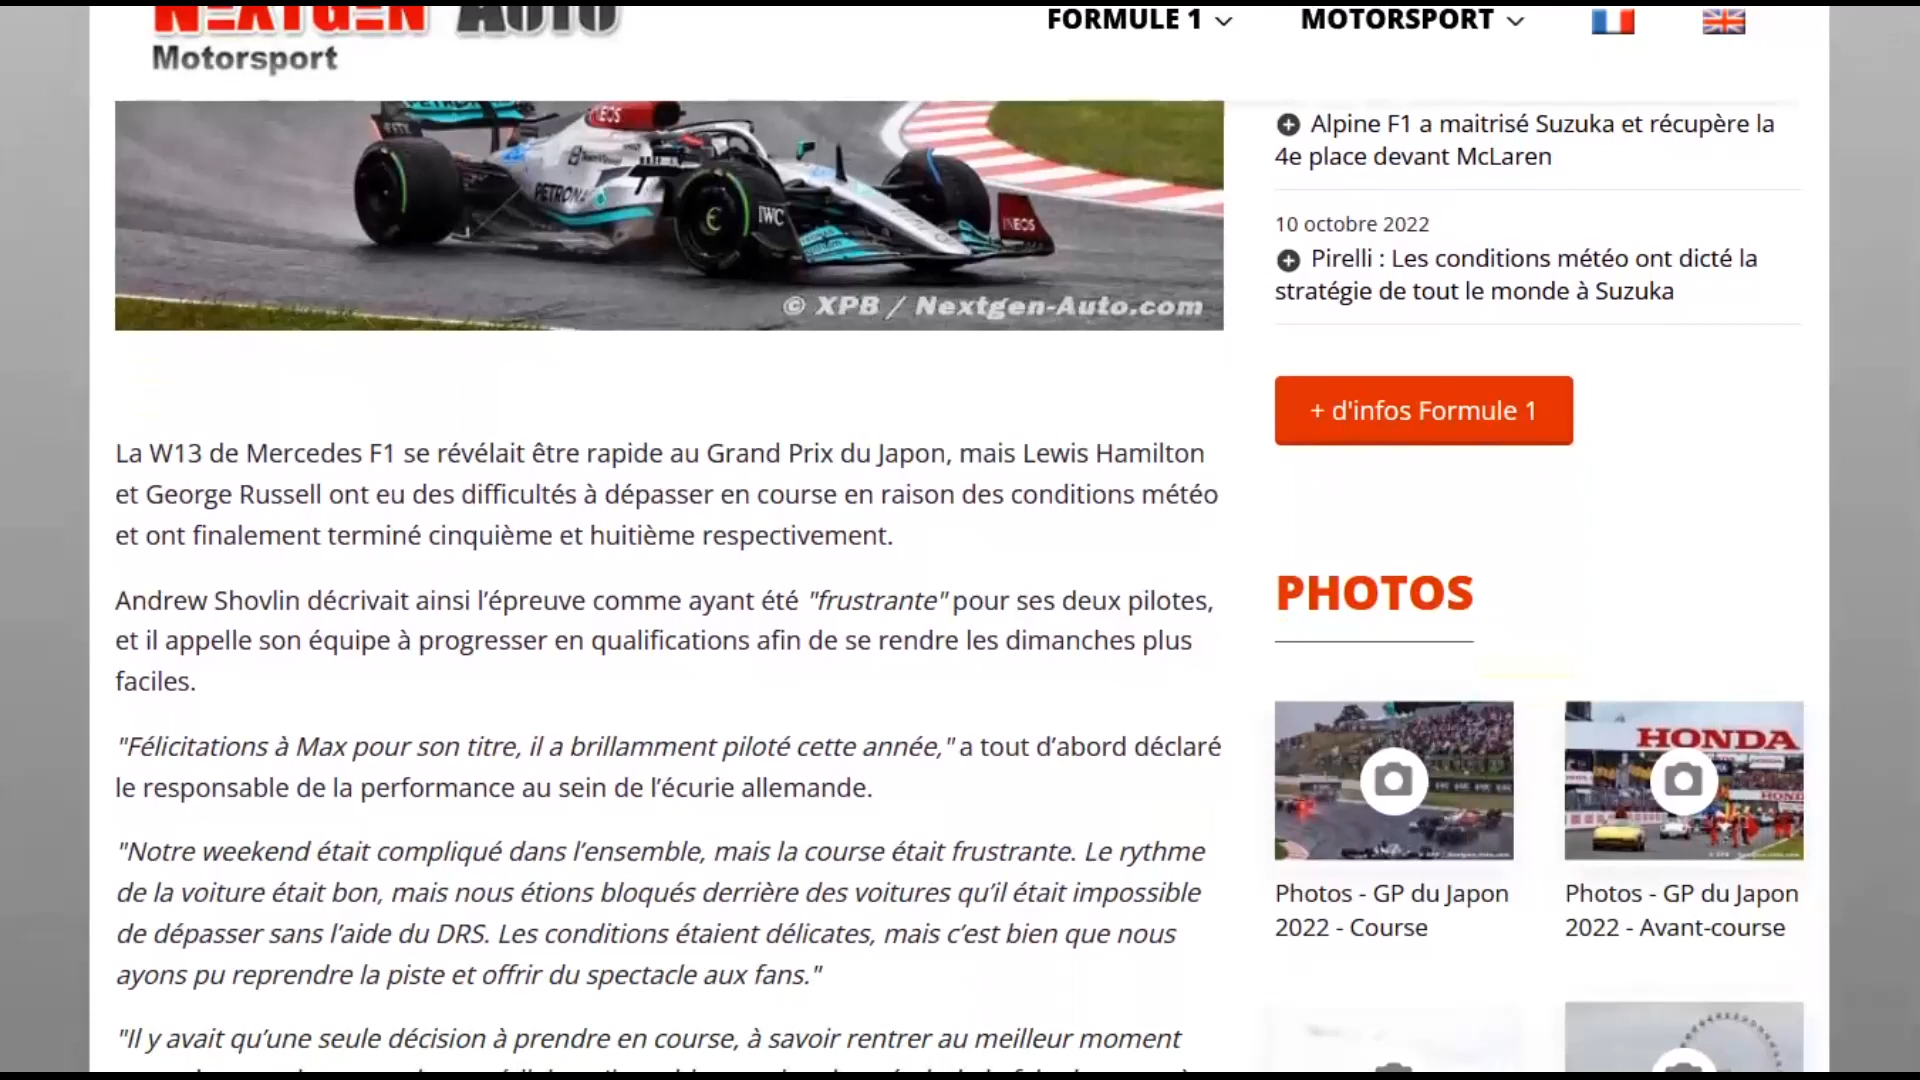 NEXTGEN AUTO
Motorsport
FORMULE 1
MOTORSPORT
INEOS
PETRONAS
IWC
INEOS
© XPB / Nextgen-Auto.com
La W13 de Mercedes F1 se révélait être rapide au Grand Prix du Japon, mais Lewis Hamilton
et George Russell ont eu des difficultés à dépasser en course en raison des conditions météo
et ont finalement terminé cinquième et huitième respectivement.
Andrew Shovlin décrivait ainsi l’épreuve comme ayant été "frustrante" pour ses deux pilotes,
et il appelle son équipe à progresser en qualifications afin de se rendre les dimanches plus
faciles.
"Félicitations à Max pour son titre, il a brillamment piloté cette année," a tout d’abord déclaré
le responsable de la performance au sein de l’écurie allemande.
"Notre weekend était compliqué dans l’ensemble, mais la course était frustrante. Le rythme
de la voiture était bon, mais nous étions bloqués derrière des voitures qu’il était impossible
de dépasser sans l’aide du DRS. Les conditions étaient délicates, mais c’est bien que nous
ayons pu reprendre la piste et offrir du spectacle aux fans."
"Il y avait qu’une seule décision à prendre en course, à savoir rentrer au meilleur moment
Alpine F1 a maitrisé Suzuka et récupère la
4e place devant McLaren
10 octobre 2022
Pirelli : Les conditions météo ont dicté la
stratégie de tout le monde à Suzuka
+ d'infos Formule 1
PHOTOS
HONDA
Photos - GP du Japon
2022 - Course
Photos - GP du Japon
2022 - Avant-course